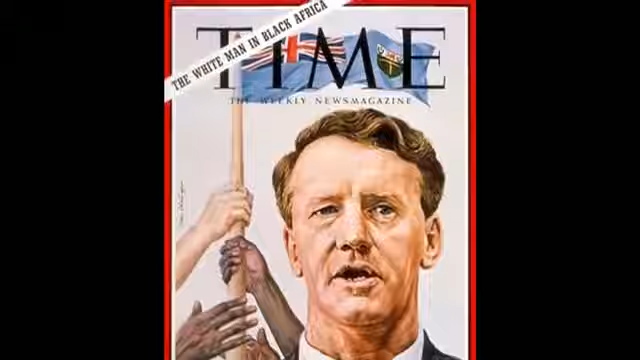 THE WHITE MAN IN BLACK AFRICA
TIME
THE WEEKLY NEWSMAGAZINE